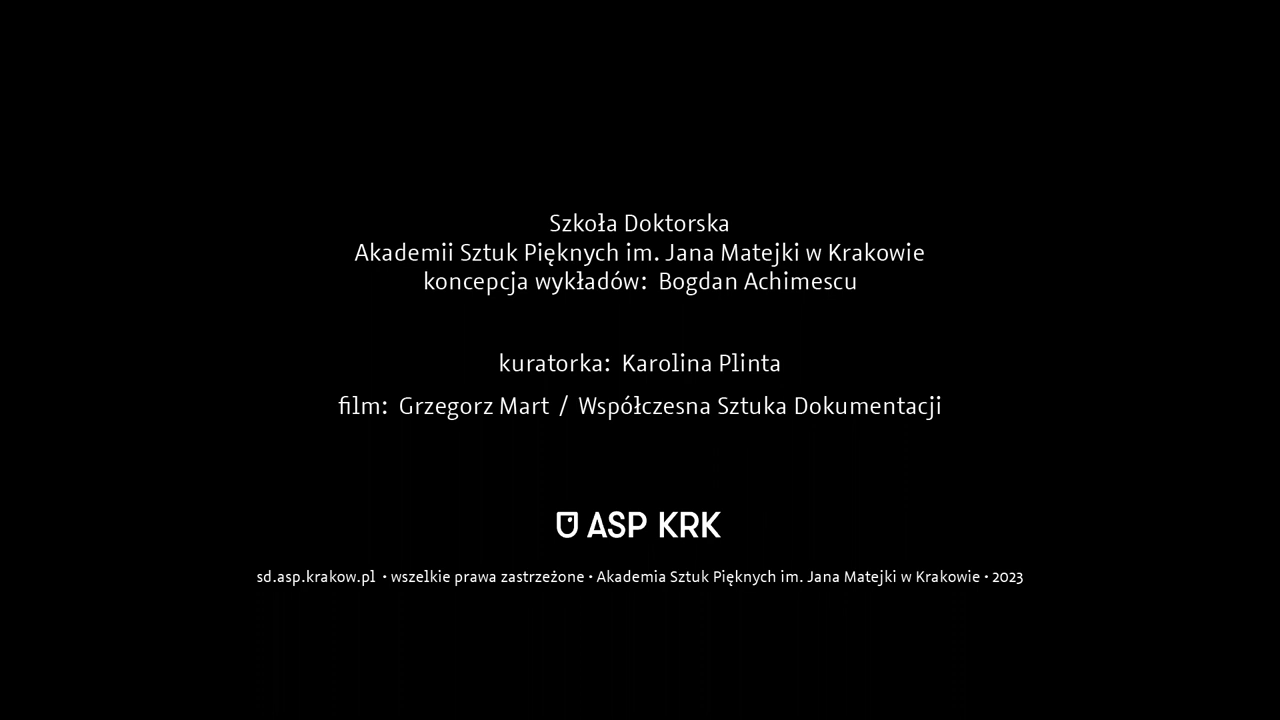 Szkoła Doktorska
Akademii Sztuk Pięknych im. Jana Matejki w Krakowie
koncepcja wykładów: Bogdan Achimescu
kuratorka: Karolina Plinta
film: Grzegorz Mart / Współczesna Sztuka Dokumentacji
ASP KRK
sd.asp.krakow.pl • wszelkie prawa zastrzeżone • Akademia Sztuk Pięknych im. Jana Matejki w Krakowie • 2023